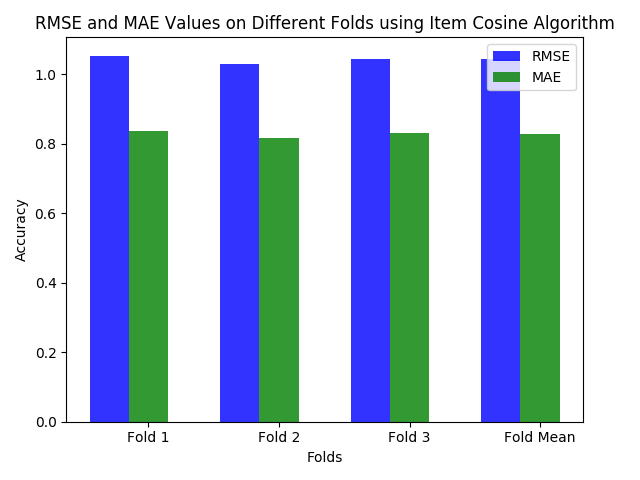 RMSE and MAE Values on Different Folds using Item Cosine Algorithm
RMSE
MAE
1.0
0.8
0.6
0.4
0.2
0.0
Accuracy
Fold 1
Fold 2
Fold 3
Fold Mean
Folds